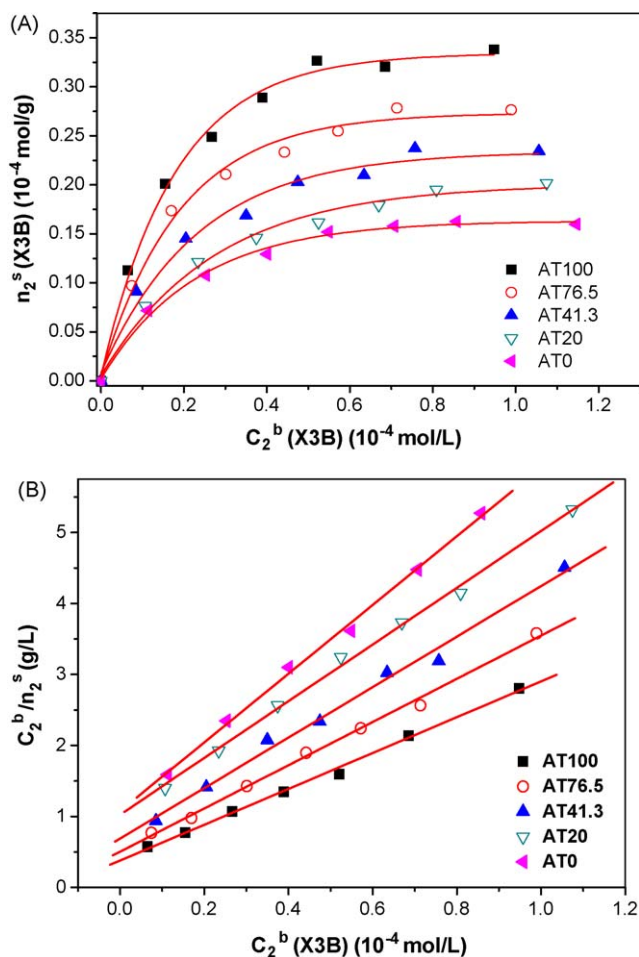 (A)
0.35
0.30
0.25
0.20
0.15
0.10
0.05
0.00
n₂ˢ (X3B) (10⁻⁴ mol/g)
AT100
AT76.5
AT41.3
AT20
AT0
0.0 0.2 0.4 0.6 0.8 1.0 1.2
C₂ᵇ (X3B) (10⁻⁴ mol/L)
(B)
5
4
3
2
1
0
C₂ᵇ/n₂ˢ (g/L)
AT100
AT76.5
AT41.3
AT20
AT0
0.0 0.2 0.4 0.6 0.8 1.0 1.2
C₂ᵇ (X3B) (10⁻⁴ mol/L)